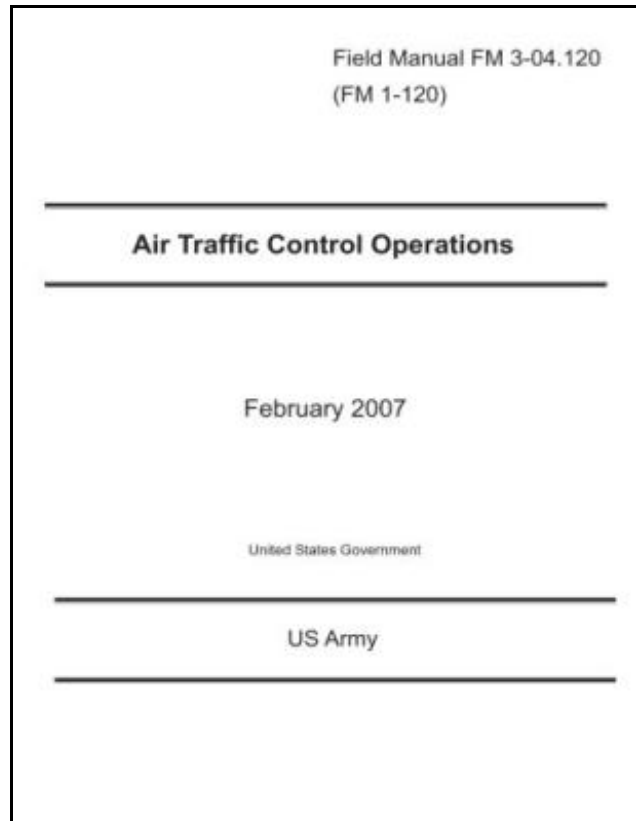 Field Manual FM 3-04.120
(FM 1-120)
Air Traffic Control Operations
February 2007
United States Government
US Army